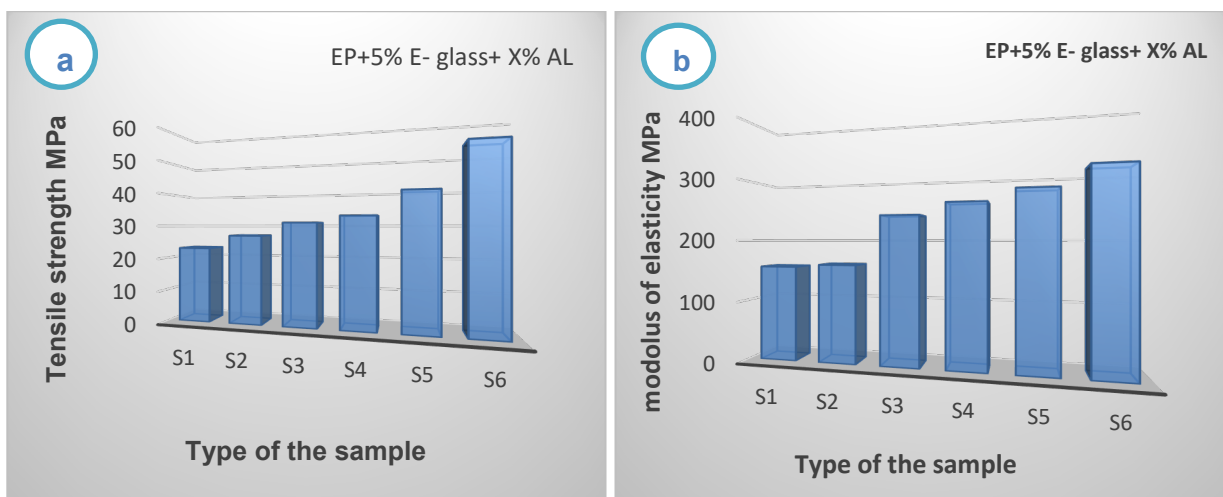 a
EP+5% E- glass+ X% AL
Tensile strength MPa
60
50
40
30
20
10
0
S1
S2
S3
S4
S5
S6
Type of the sample
b
EP+5% E- glass+ X% AL
modolus of elasticity MPa
400
300
200
100
0
S1
S2
S3
S4
S5
S6
Type of the sample